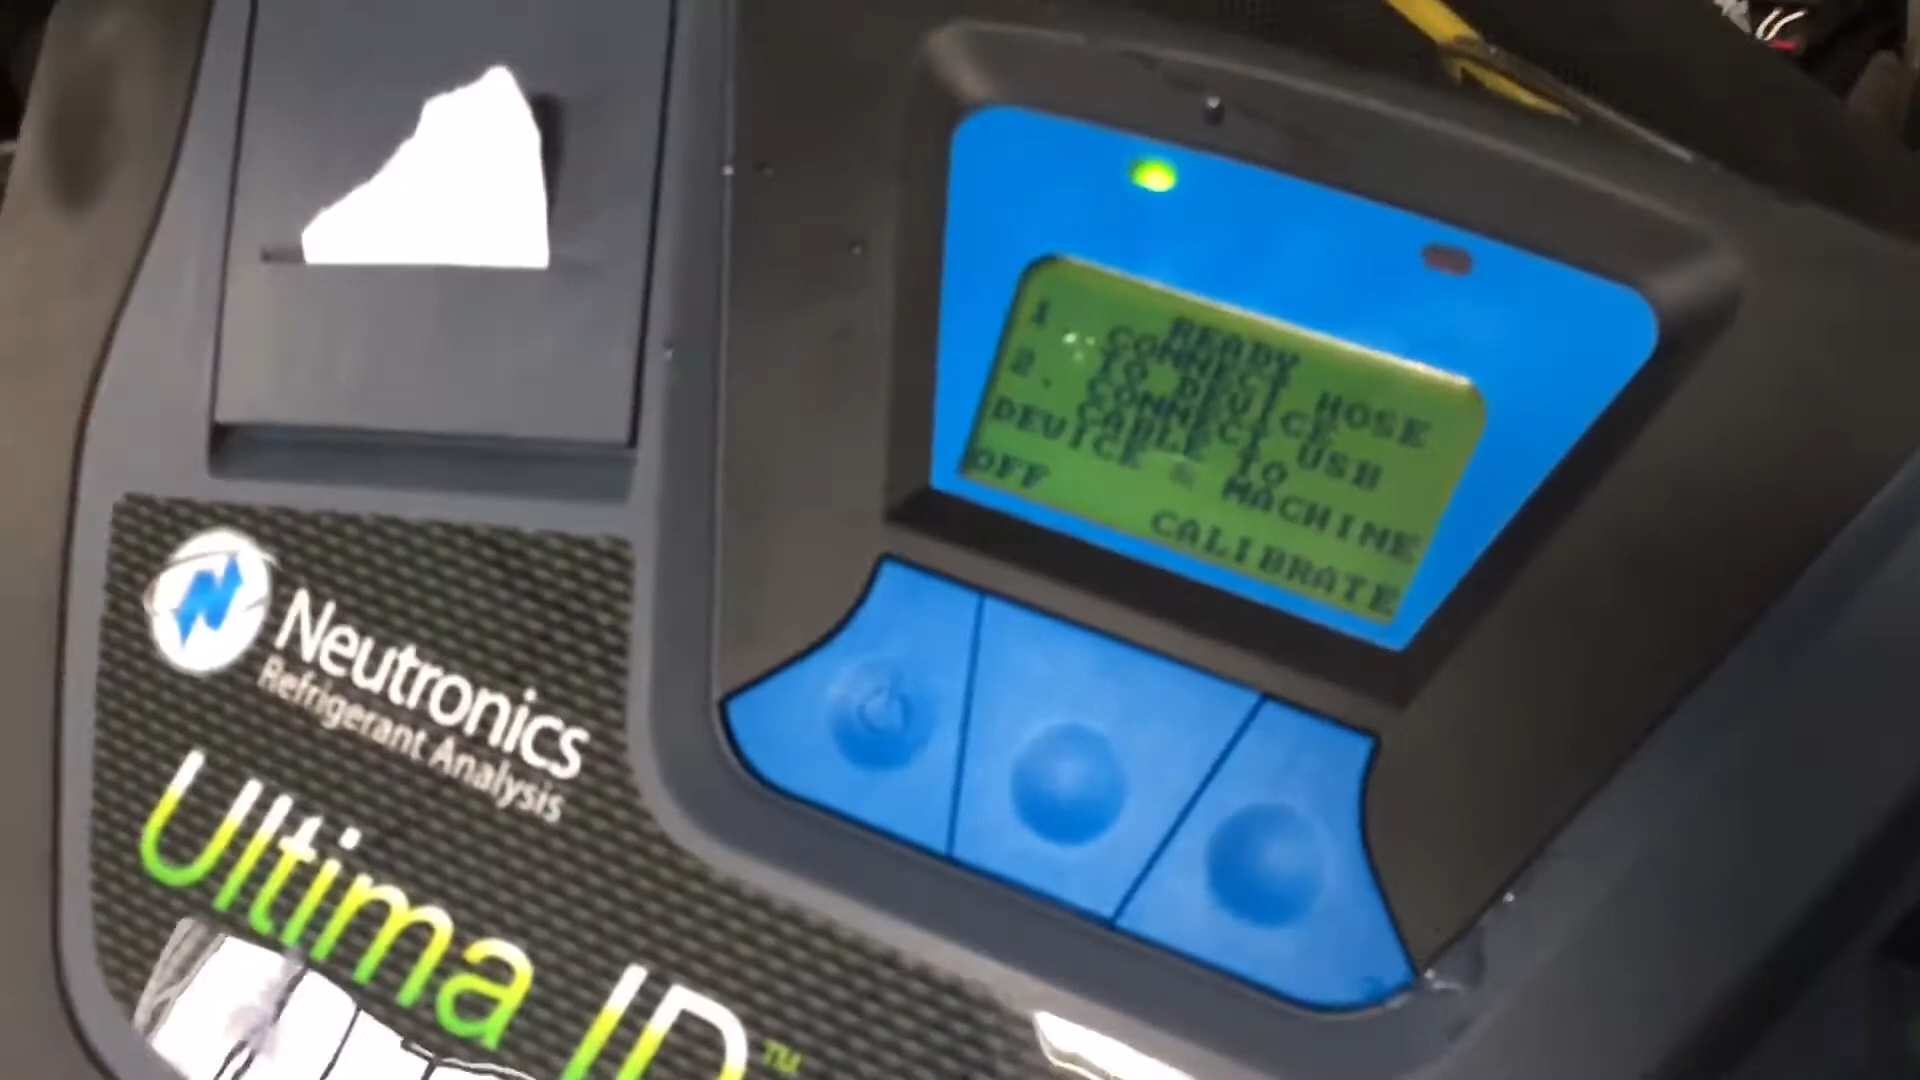 READY
1. CONNECT HOSE
TO DEVICE
2. CONNECT USB
CABLE TO
DEVICE & MACHINE
OFF CALIBRATE
Neutronics
Refrigerant Analysis
Ultima ID™